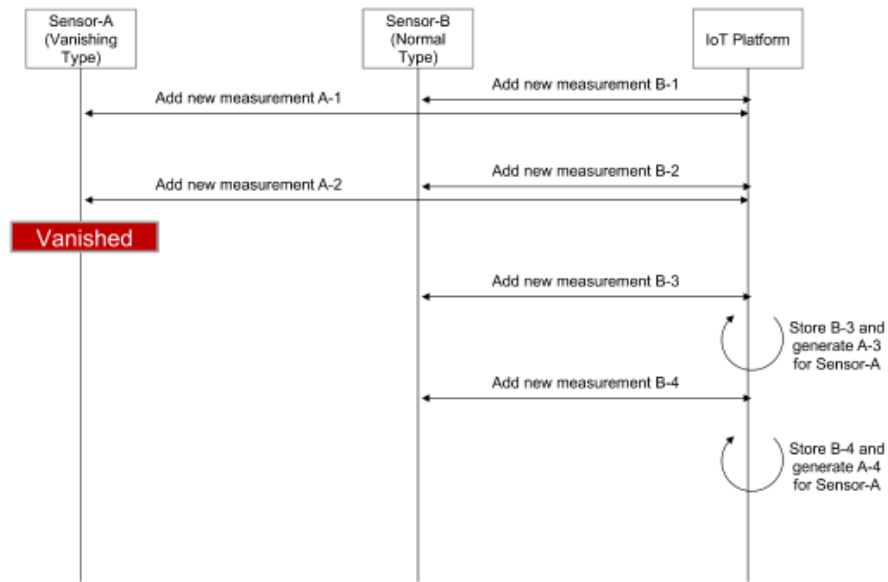 Sensor-A
(Vanishing
Type)
Sensor-B
(Normal
Type)
IoT Platform
Add new measurement B-1
Add new measurement A-1
Add new measurement B-2
Add new measurement A-2
Vanished
Add new measurement B-3
Store B-3 and
generate A-3
for Sensor-A
Add new measurement B-4
Store B-4 and
generate A-4
for Sensor-A